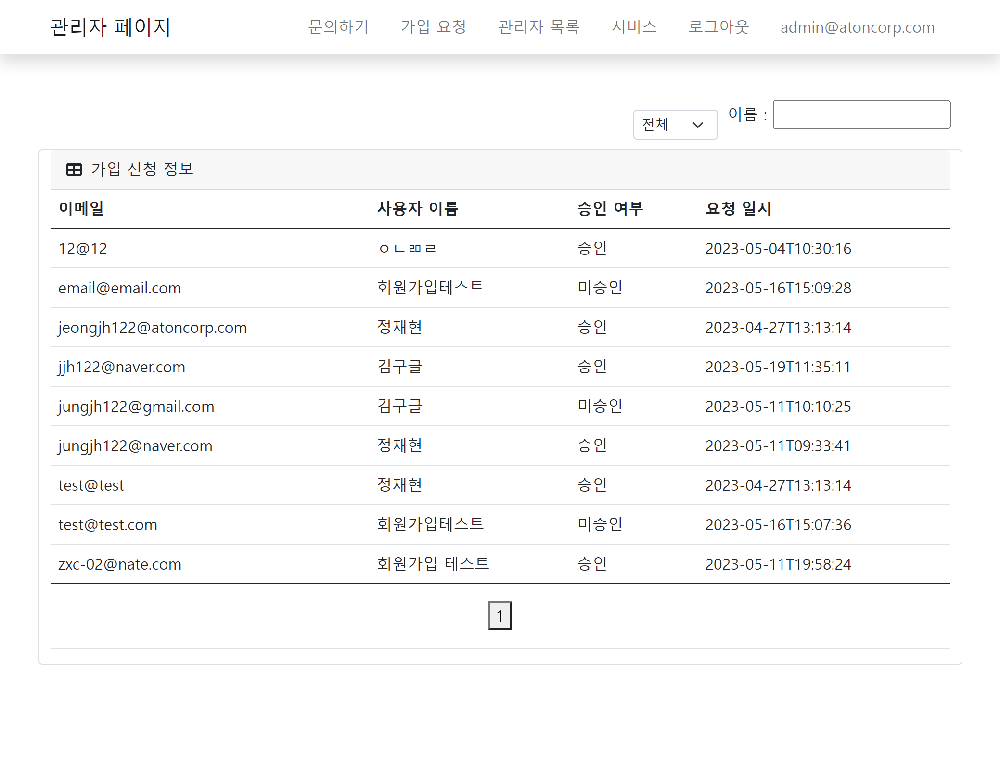 관리자 페이지 문의하기 가입 요청 관리자 목록 서비스 로그아웃 admin@atoncorp.com
전체 이름 :
가입 신청 정보
이메일 사용자 이름 승인 여부 요청 일시
12@12 ㅇㄴㄻㄹ 승인 2023-05-04T10:30:16
email@email.com 회원가입테스트 미승인 2023-05-16T15:09:28
jeongjh122@atoncorp.com 정재현 승인 2023-04-27T13:13:14
jjh122@naver.com 김구글 승인 2023-05-19T11:35:11
jungjh122@gmail.com 김구글 미승인 2023-05-11T10:10:25
jungjh122@naver.com 정재현 승인 2023-05-11T09:33:41
test@test 정재현 승인 2023-04-27T13:13:14
test@test.com 회원가입테스트 미승인 2023-05-16T15:07:36
zxc-02@nate.com 회원가입 테스트 승인 2023-05-11T19:58:24
1